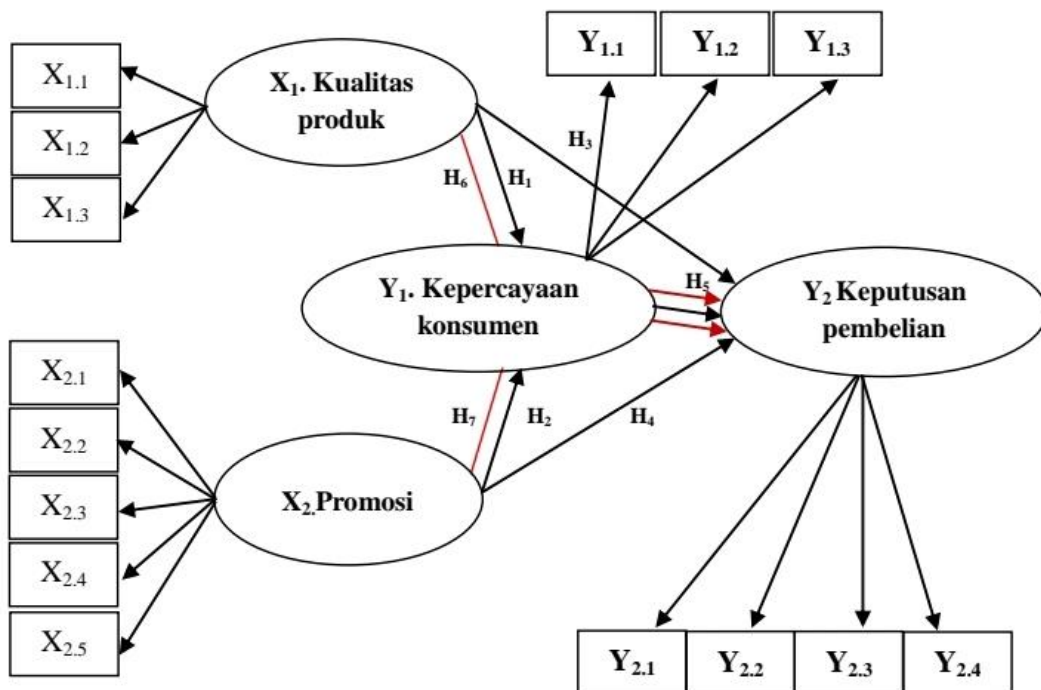 X₁.₁
X₁.₂
X₁.₃
X₁. Kualitas
produk
Y₁.₁
Y₁.₂
Y₁.₃
H₃
H₆
H₁
Y₁. Kepercayaan
konsumen
H₅
Y₂ Keputusan
pembelian
X₂.₁
X₂.₂
X₂.₃
X₂.₄
X₂.₅
H₇
H₂
H₄
X₂.Promosi
Y₂.₁
Y₂.₂
Y₂.₃
Y₂.₄